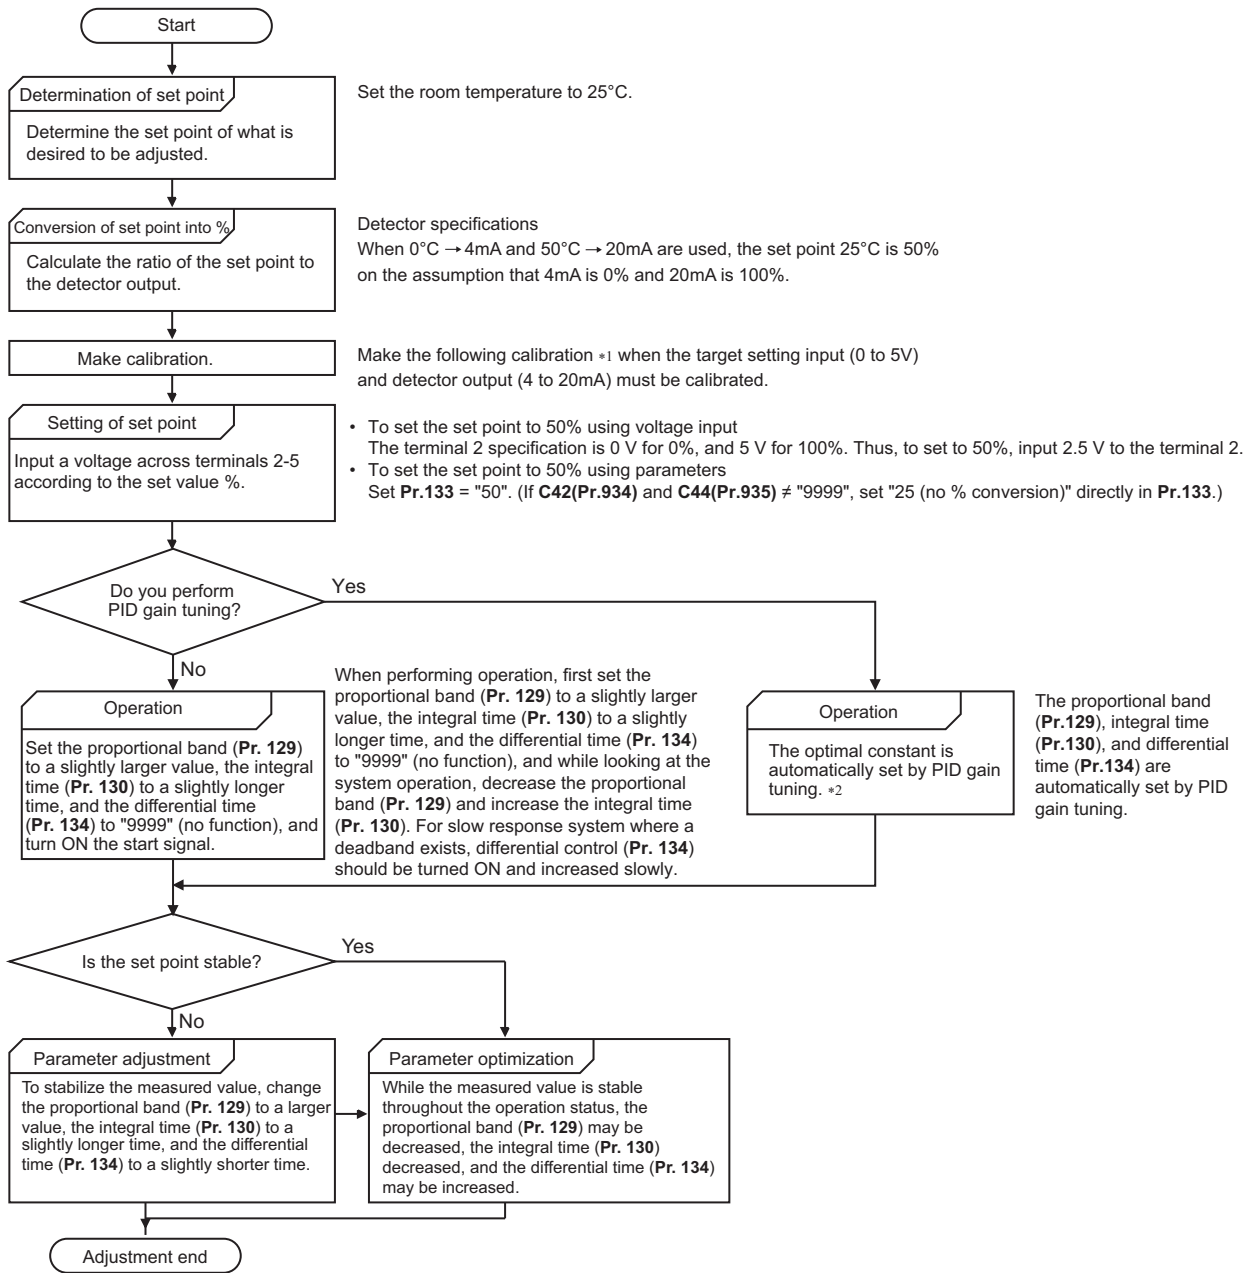 Start
Determination of set point
Determine the set point of what is
desired to be adjusted.
Set the room temperature to 25°C.
Conversion of set point into %
Calculate the ratio of the set point to
the detector output.
Detector specifications
When 0°C → 4mA and 50°C → 20mA are used, the set point 25°C is 50%
on the assumption that 4mA is 0% and 20mA is 100%.
Make calibration.
Make the following calibration *1 when the target setting input (0 to 5V)
and detector output (4 to 20mA) must be calibrated.
Setting of set point
Input a voltage across terminals 2-5
according to the set value %.
• To set the set point to 50% using voltage input
The terminal 2 specification is 0 V for 0%, and 5 V for 100%. Thus, to set to 50%, input 2.5 V to the terminal 2.
• To set the set point to 50% using parameters
Set Pr.133 = "50". (If C42(Pr.934) and C44(Pr.935) ≠ "9999", set "25 (no % conversion)" directly in Pr.133.)
Do you perform
PID gain tuning?
Yes
No
Operation
Set the proportional band (Pr. 129)
to a slightly larger value, the integral
time (Pr. 130) to a slightly longer
time, and the differential time
(Pr. 134) to "9999" (no function), and
turn ON the start signal.
When performing operation, first set the
proportional band (Pr. 129) to a slightly larger
value, the integral time (Pr. 130) to a slightly
longer time, and the differential time (Pr. 134)
to "9999" (no function), and while looking at the
system operation, decrease the proportional
band (Pr. 129) and increase the integral time
(Pr. 130). For slow response system where a
deadband exists, differential control (Pr. 134)
should be turned ON and increased slowly.
Operation
The optimal constant is
automatically set by PID gain
tuning. *2
The proportional band
(Pr.129), integral time
(Pr.130), and differential
time (Pr.134) are
automatically set by PID
gain tuning.
Is the set point stable?
Yes
No
Parameter adjustment
To stabilize the measured value, change
the proportional band (Pr. 129) to a larger
value, the integral time (Pr. 130) to a
slightly longer time, and the differential
time (Pr. 134) to a slightly shorter time.
Parameter optimization
While the measured value is stable
throughout the operation status, the
proportional band (Pr. 129) may be
decreased, the integral time (Pr. 130)
decreased, and the differential time (Pr. 134)
may be increased.
Adjustment end